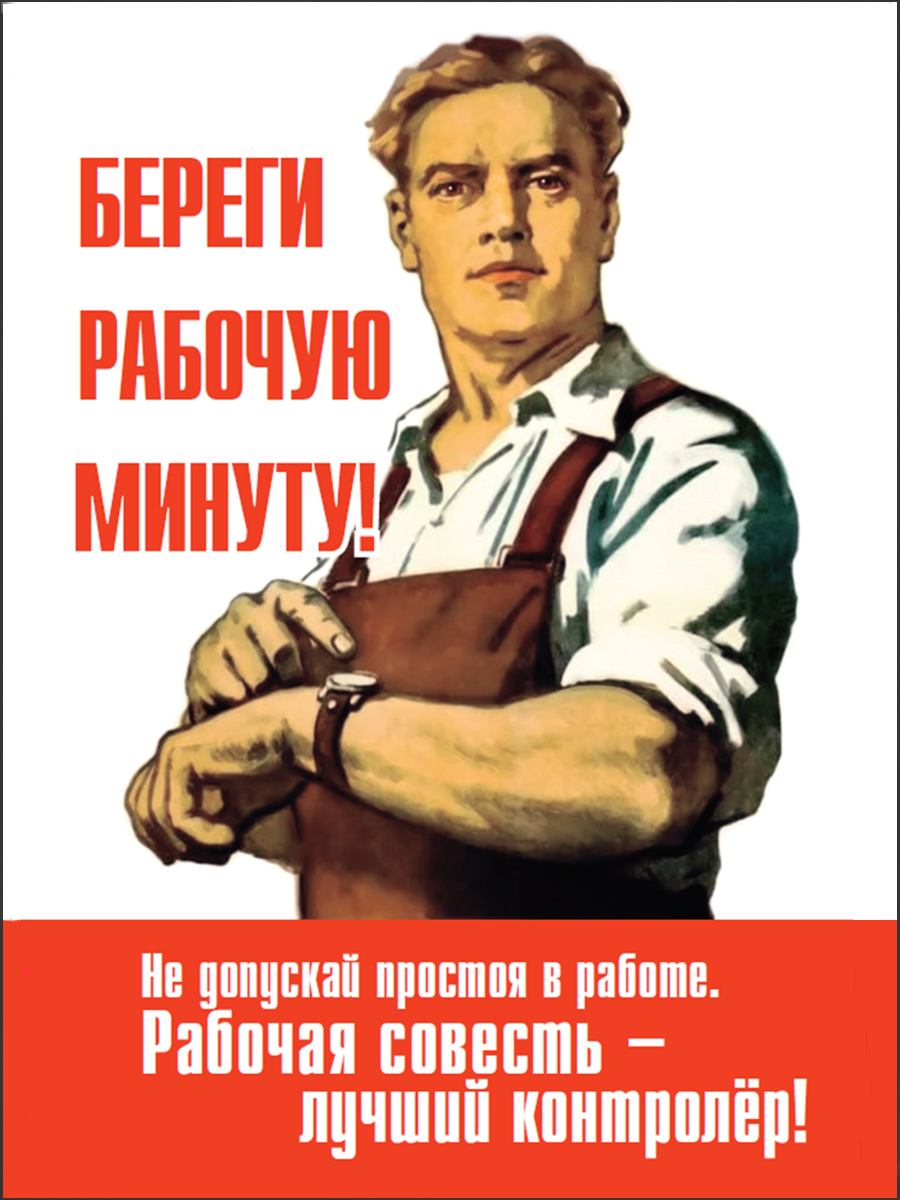 БЕРЕГИ
РАБОЧУЮ
МИНУТУ!
Не допускай простоя в работе.
Рабочая совесть –
лучший контролёр!